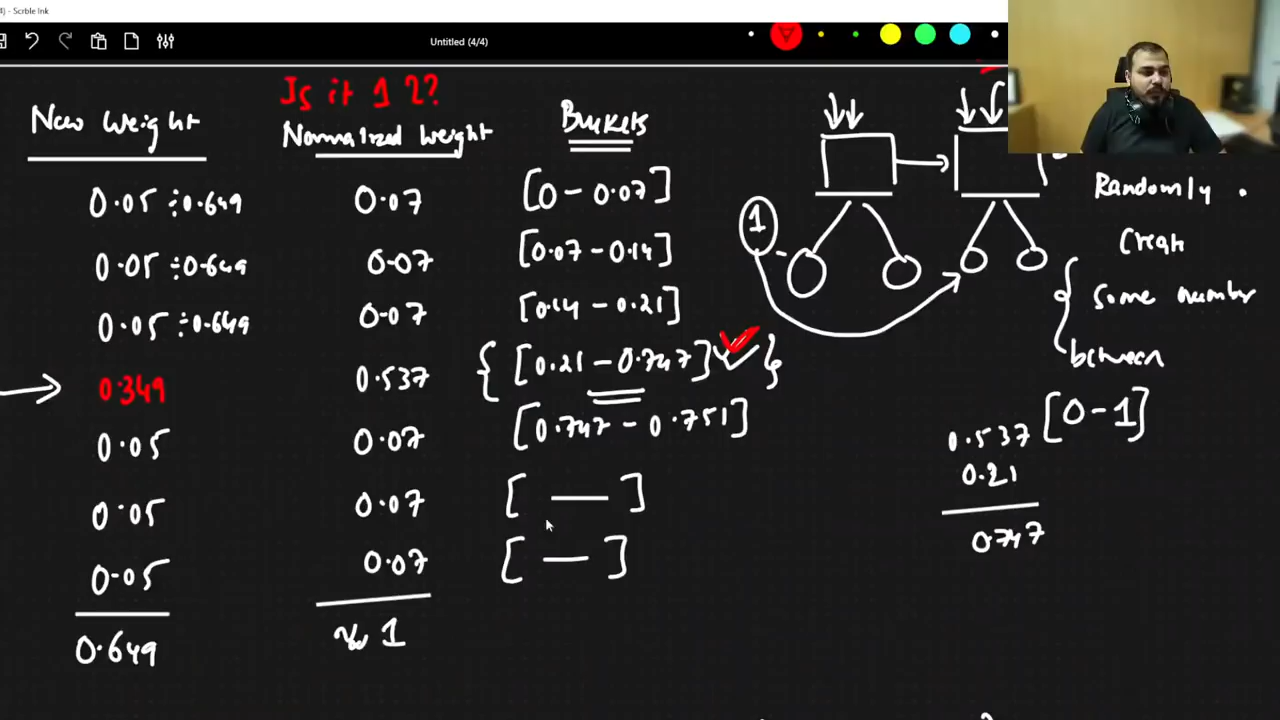 4) - Scrble Ink
Untitled (4/4)
Is it 1 ??
New weight
Normalized weight
Buckets
0.05 ÷0.649
0.07
[0 - 0.07]
0.05 ÷0.649
0.07
[0.07 - 0.14]
0.05 ÷0.649
0.07
[0.14 - 0.21]
0.349
0.537
{ [0.21 - 0.747] }
0.05
0.07
[0.747 - 0.751]
0.05
0.07
[ — ]
0.05
0.07
[ — ]
0.649
≈ 1
1
Randomly
Create
Some number
between
[0 - 1]
0.537
0.21
0.747